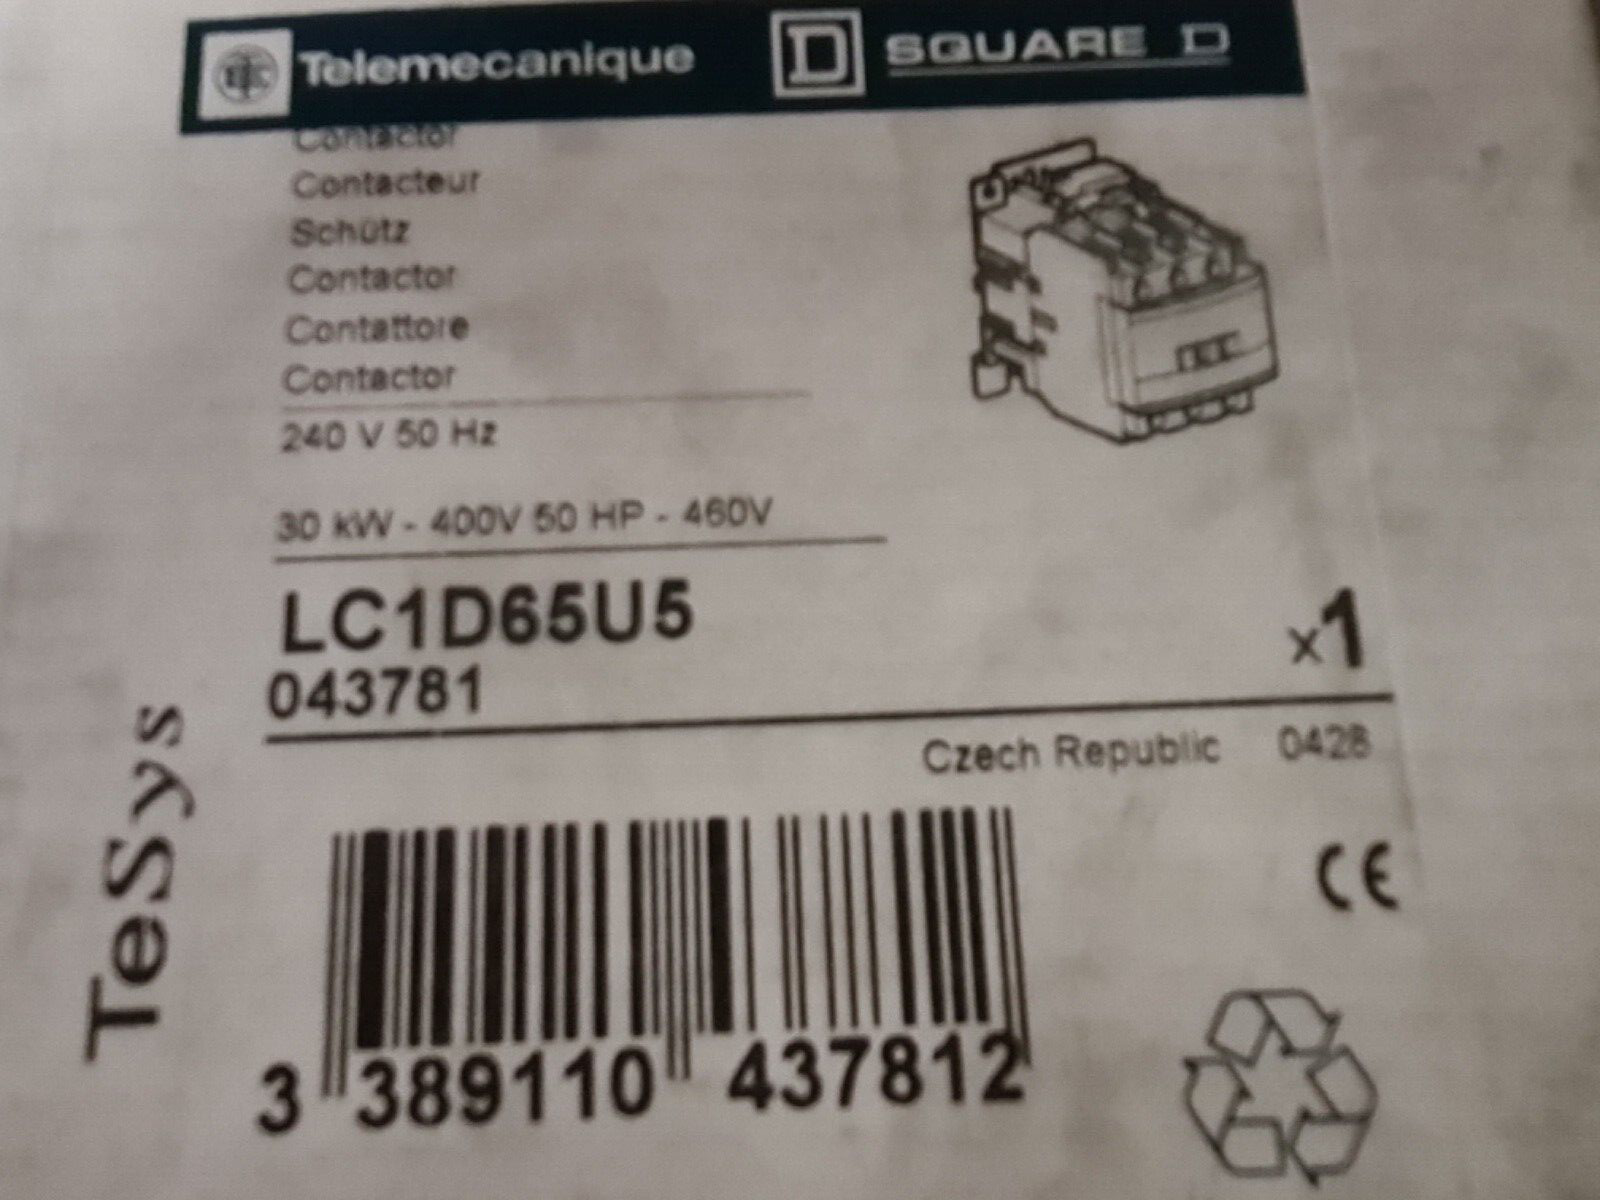 Telemecanique
D SQUARE D
Contactor
Contacteur
Schütz
Contactor
Contattore
Contactor
240 V 50 Hz
30 kW - 400V 50 HP - 460V
LC1D65U5
x1
043781
Czech Republic 0428
TeSys
CE
3 389110 437812